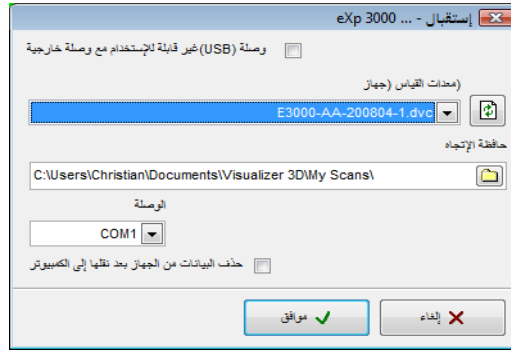 إستقبال - ... eXp 3000
وصلة (USB)غير قابلة للإستخدام مع وصلة خارجية
(معدات القياس (جهاز
E3000-AA-200804-1.dvc
حافظة الإتجاه
C:\Users\Christian\Documents\Visualizer 3D\My Scans\
الوصلة
COM1
حذف البيانات من الجهاز بعد نقلها إلى الكمبيوتر
موافق
إلغاء